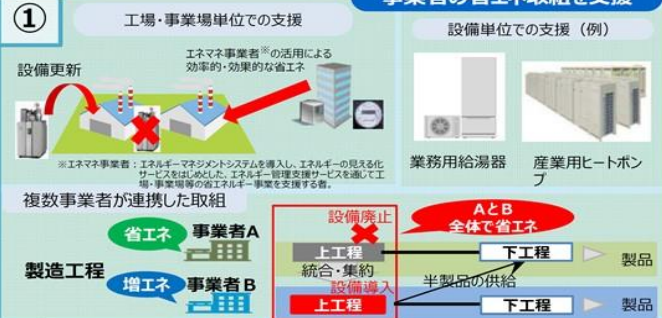 事業者の省エネ取組を支援
①
工場・事業場単位での支援
設備更新
エネマネ事業者※の活用による
効率的・効果的な省エネ
※エネマネ事業者：エネルギーマネジメントシステムを導入し、エネルギーの見える化
サービスをはじめとした、エネルギー管理支援サービスを通じて工
場・事業場等の省エネルギー事業を支援する者。
設備単位での支援（例）
業務用給湯器
産業用ヒートポン
プ
複数事業者が連携した取組
製造工程
省エネ
事業者A
増エネ
事業者B
設備廃止
上工程
統合・集約
設備導入
上工程
AとB
全体で省エネ
下工程
製品
半製品の供給
下工程
製品